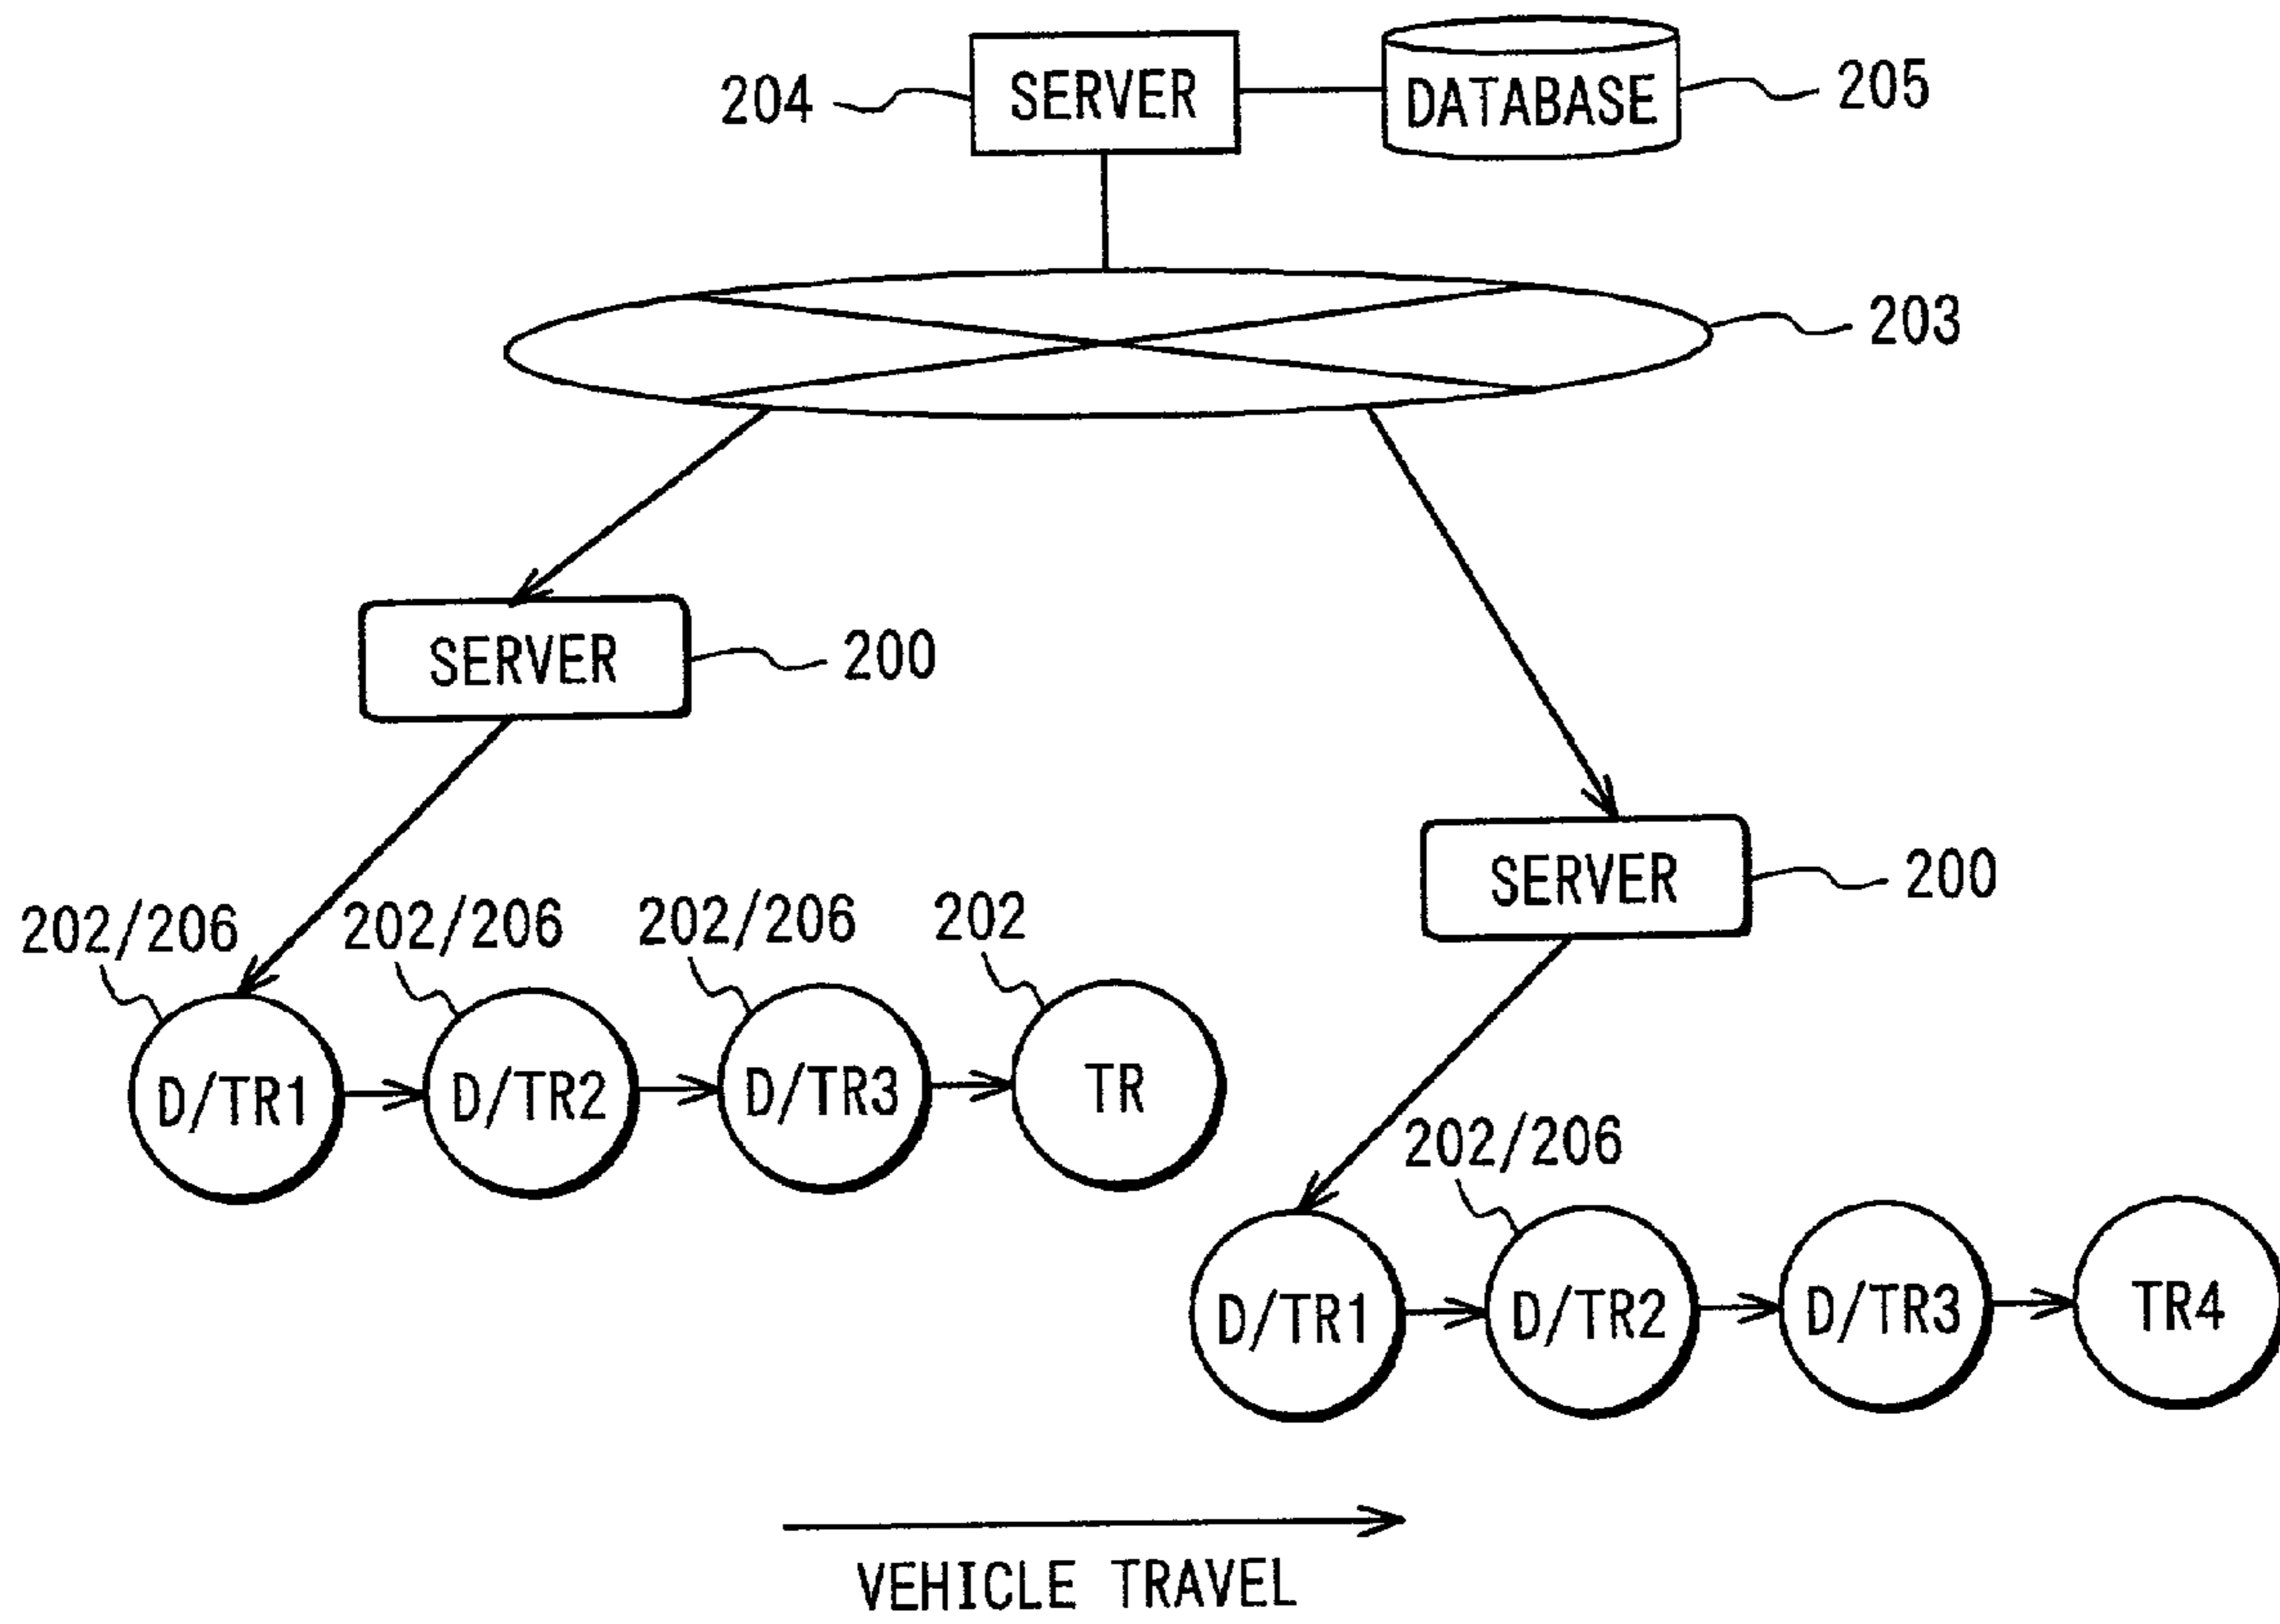 204
SERVER
DATABASE
205
203
SERVER
200
SERVER
200
202/206
202/206
202/206
202
D/TR1
D/TR2
D/TR3
TR
202/206
D/TR1
D/TR2
D/TR3
TR4
VEHICLE TRAVEL